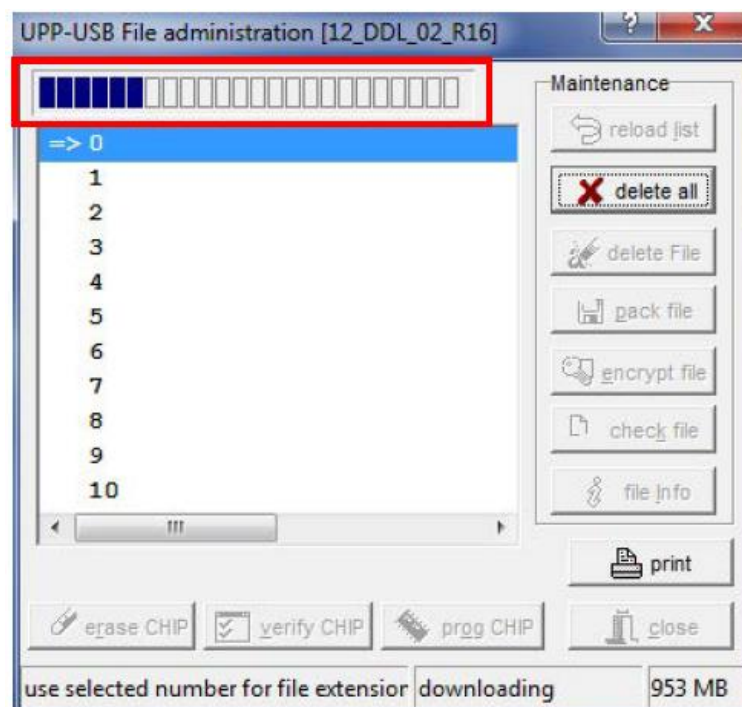 UPP-USB File administration [12_DDL_02_R16]
?
X
Maintenance
=> 0
1
2
3
4
5
6
7
8
9
10
reload list
delete all
delete File
pack file
encrypt file
check file
file Info
print
erase CHIP
verify CHIP
prog CHIP
close
use selected number for file extension
downloading
953 MB